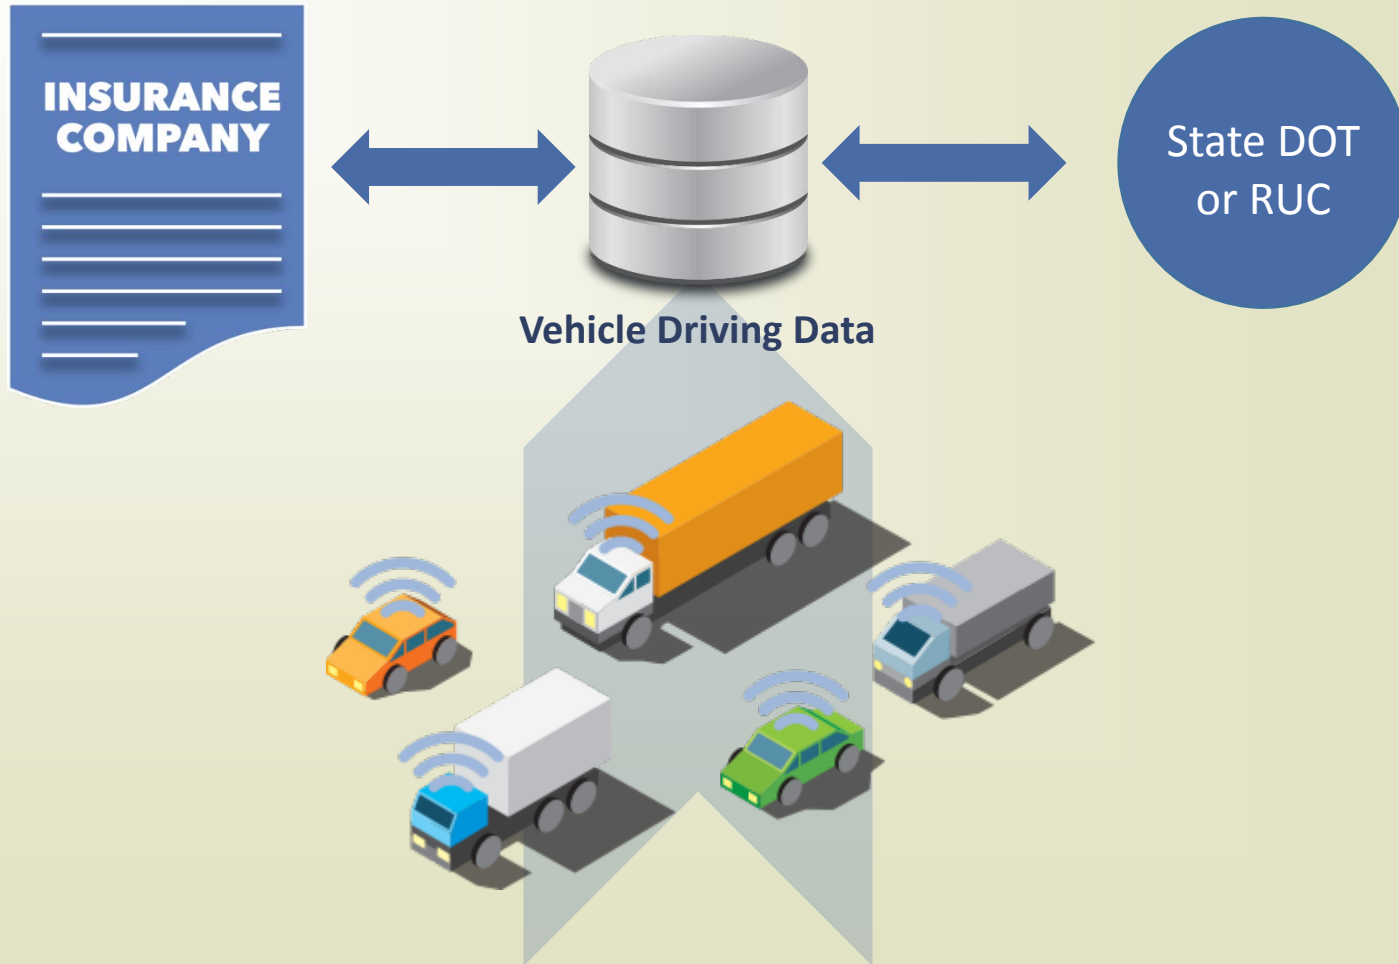 INSURANCE
COMPANY
State DOT
or RUC
Vehicle Driving Data